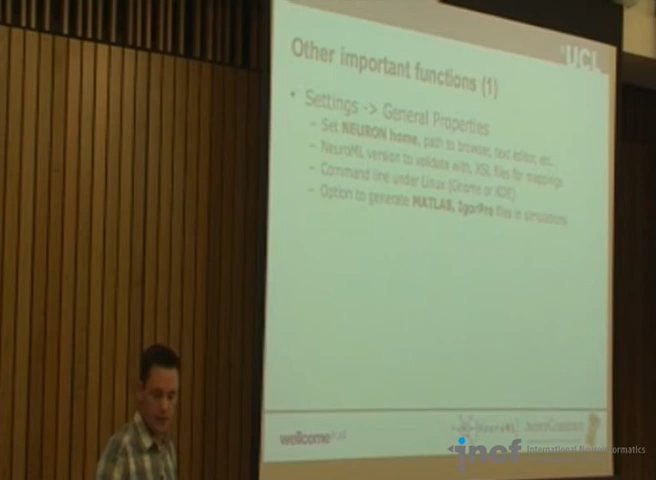 UCL
Other important functions (1)
• Settings -> General Properties
– Set NEURON home, path to browser, text editor, etc.
– NeuroML version to validate with, XSL files for mappings
– Command line under Linux (Gnome or KDE)
– Option to generate MATLAB, IgorPro files in simulations
wellcome trust
incf International Neuroinformatics